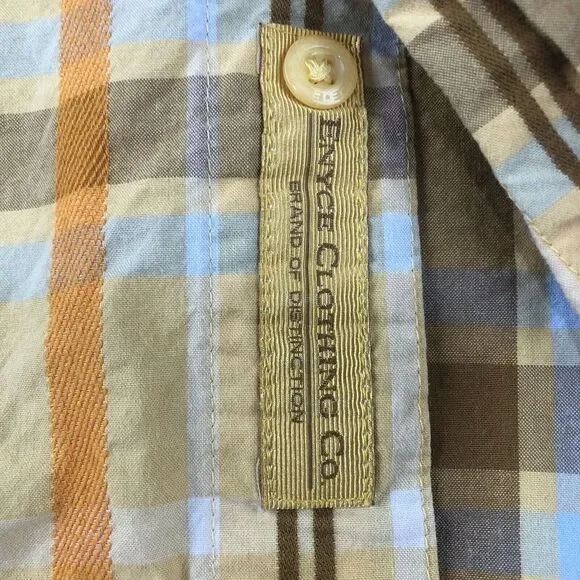 ENYCE CLOTHING CO
BRAND OF DISTINCTION